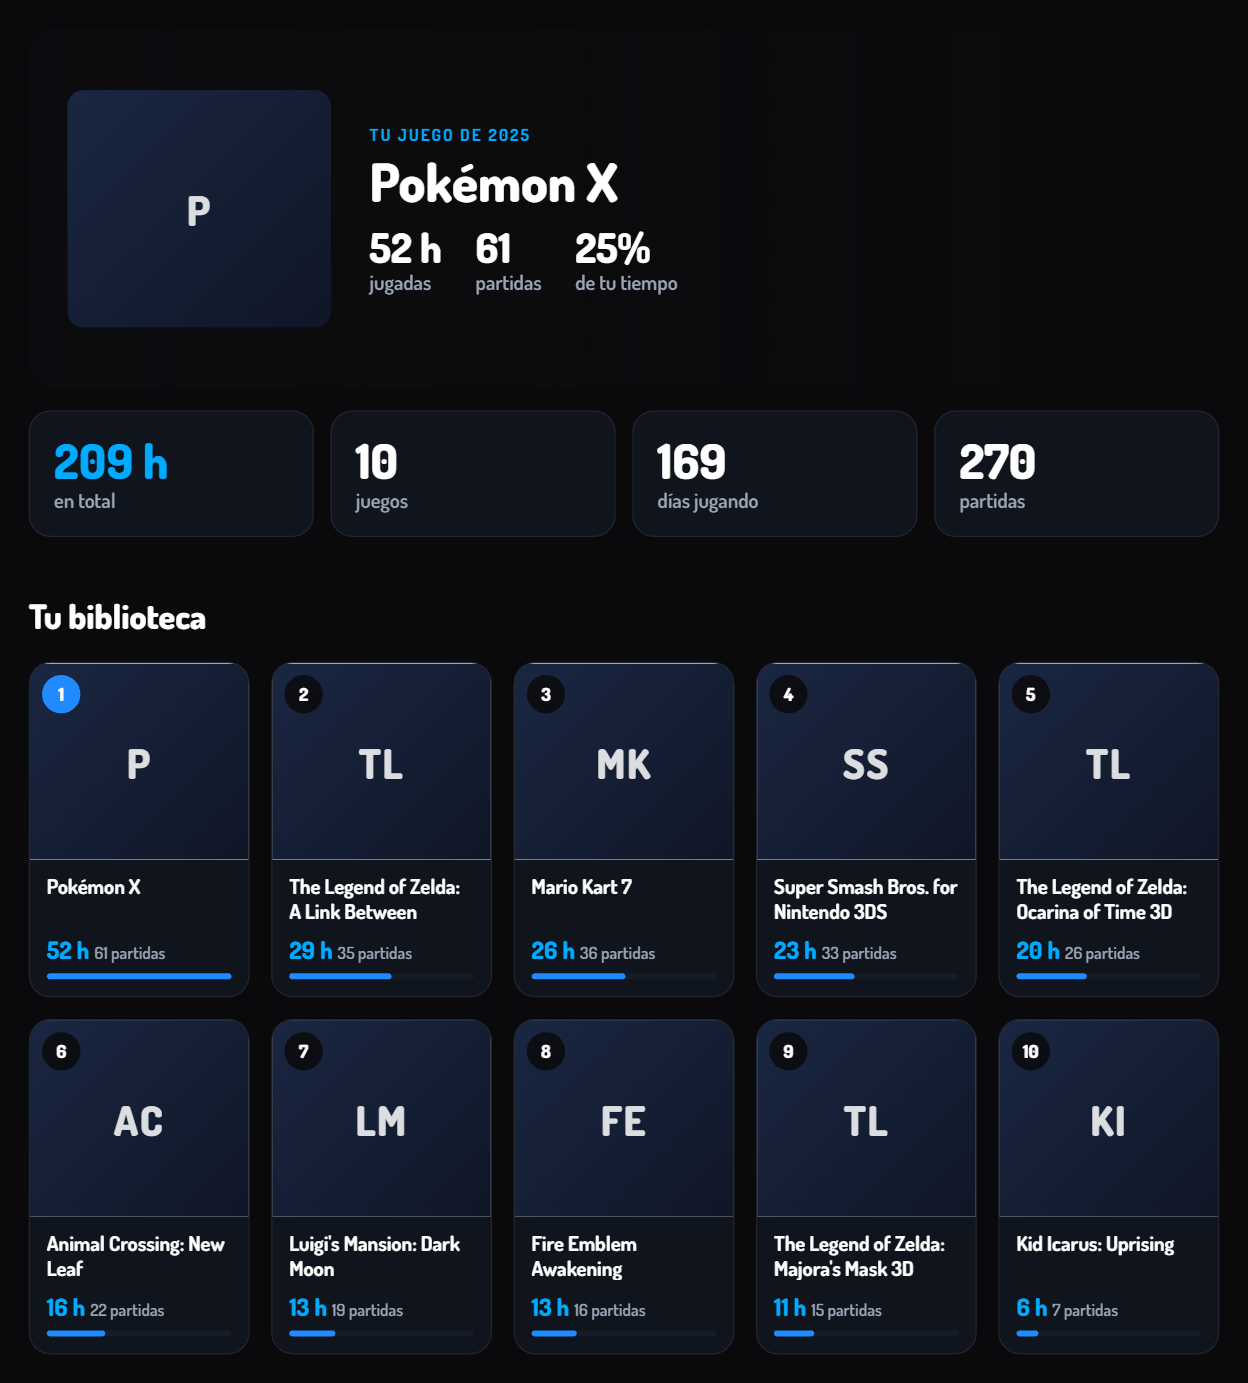 P
TU JUEGO DE 2025
Pokémon X
52 h 61 25%
jugadas partidas de tu tiempo
209 h
en total
10
juegos
169
días jugando
270
partidas
Tu biblioteca
1
P
Pokémon X
52 h 61 partidas
2
TL
The Legend of Zelda:
A Link Between
29 h 35 partidas
3
MK
Mario Kart 7
26 h 36 partidas
4
SS
Super Smash Bros. for
Nintendo 3DS
23 h 33 partidas
5
TL
The Legend of Zelda:
Ocarina of Time 3D
20 h 26 partidas
6
AC
Animal Crossing: New
Leaf
16 h 22 partidas
7
LM
Luigi's Mansion: Dark
Moon
13 h 19 partidas
8
FE
Fire Emblem
Awakening
13 h 16 partidas
9
TL
The Legend of Zelda:
Majora's Mask 3D
11 h 15 partidas
10
KI
Kid Icarus: Uprising
6 h 7 partidas